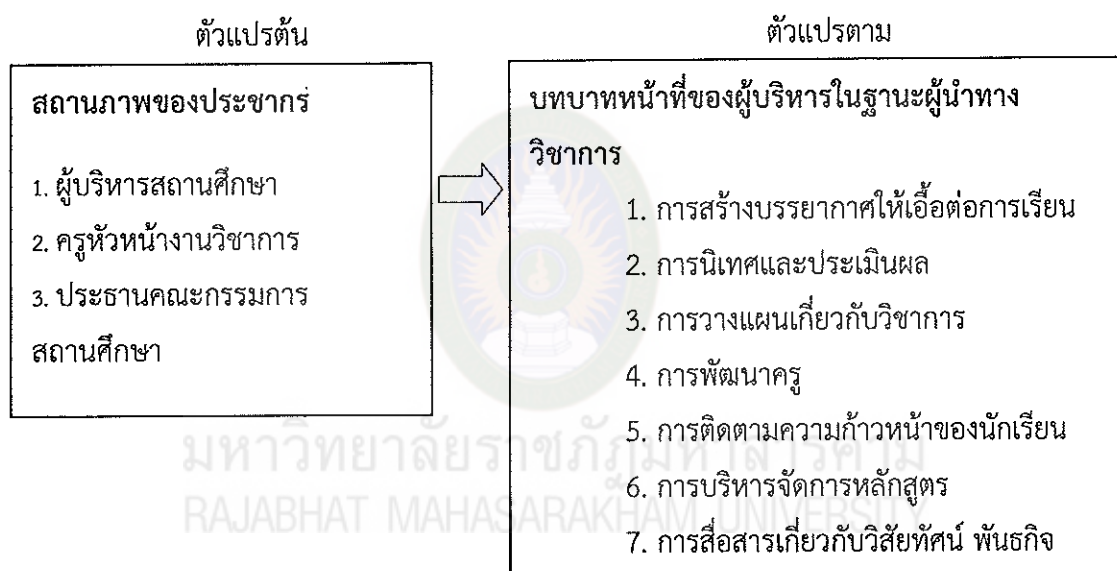 ตัวแปรต้น
สถานภาพของประชากร
1. ผู้บริหารสถานศึกษา
2. ครูหัวหน้างานวิชาการ
3. ประธานคณะกรรมการ
สถานศึกษา
ตัวแปรตาม
บทบาทหน้าที่ของผู้บริหารในฐานะผู้นำทาง
วิชาการ
1. การสร้างบรรยากาศให้เอื้อต่อการเรียน
2. การนิเทศและประเมินผล
3. การวางแผนเกี่ยวกับวิชาการ
4. การพัฒนาครู
5. การติดตามความก้าวหน้าของนักเรียน
6. การบริหารจัดการหลักสูตร
7. การสื่อสารเกี่ยวกับวิสัยทัศน์ พันธกิจ
มหาวิทยาลัยราชภัฏมหาสารคาม
RAJABHAT MAHASARAKHAM UNIVERSITY